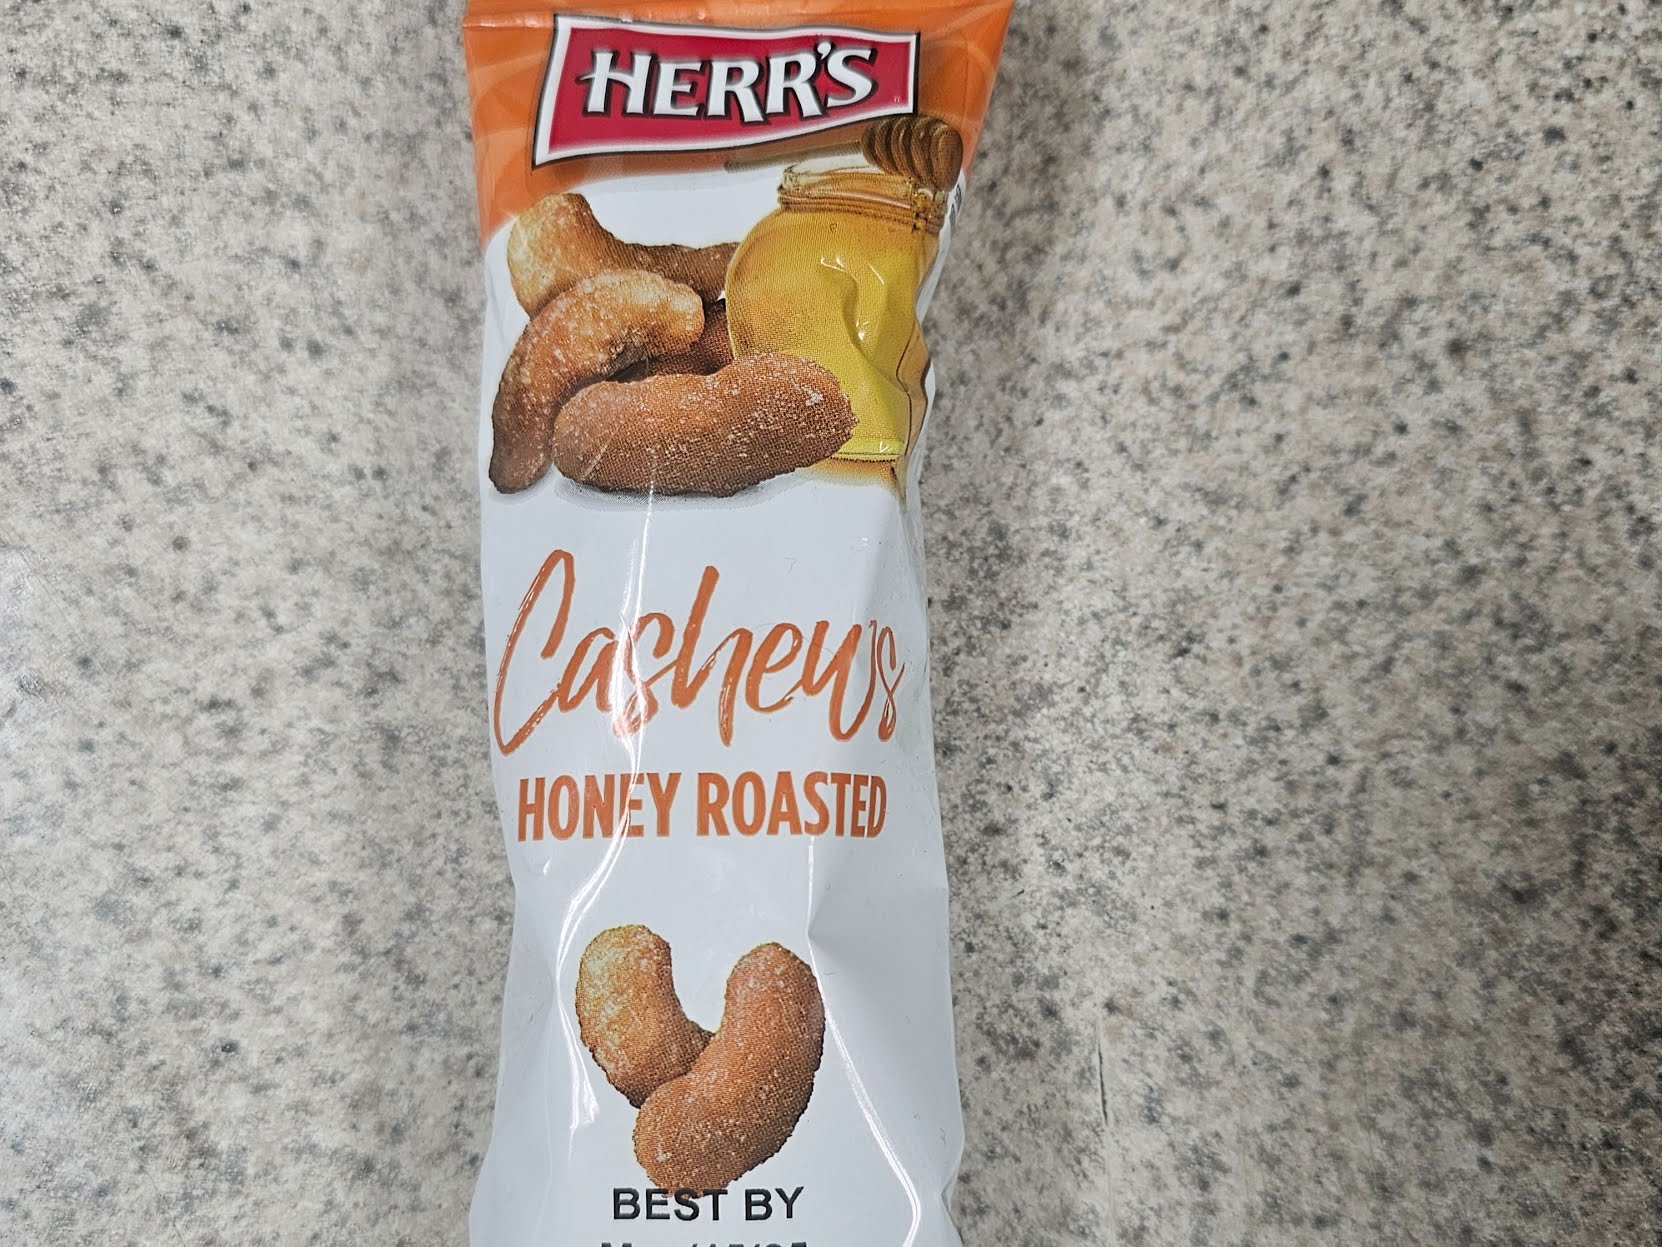 HERR'S
Cashews
HONEY ROASTED
BEST BY